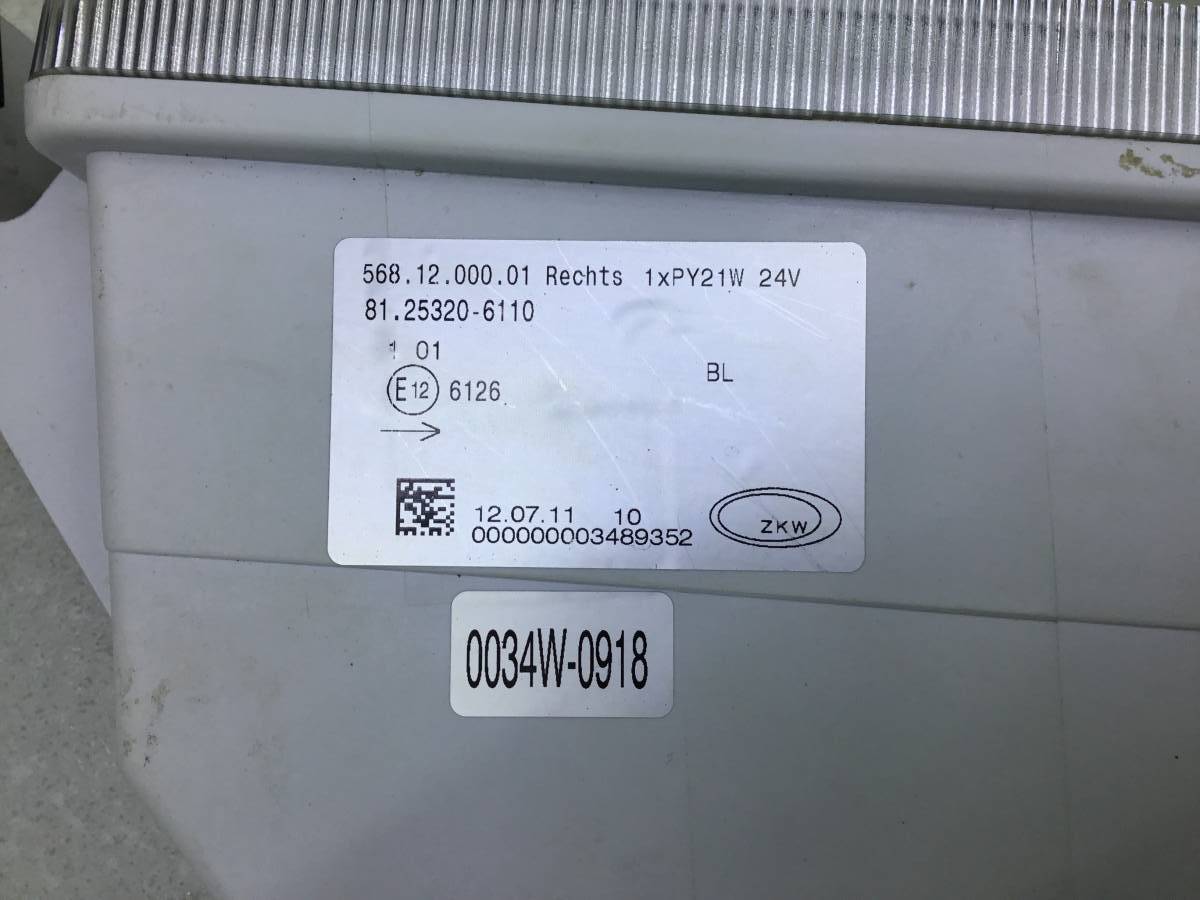 568.12.000.01 Rechts 1xPY21W 24V
81.25320-6110
1 01
E12 6126
BL
12.07.11 10
000000003489352
ZKW
0034W-0918